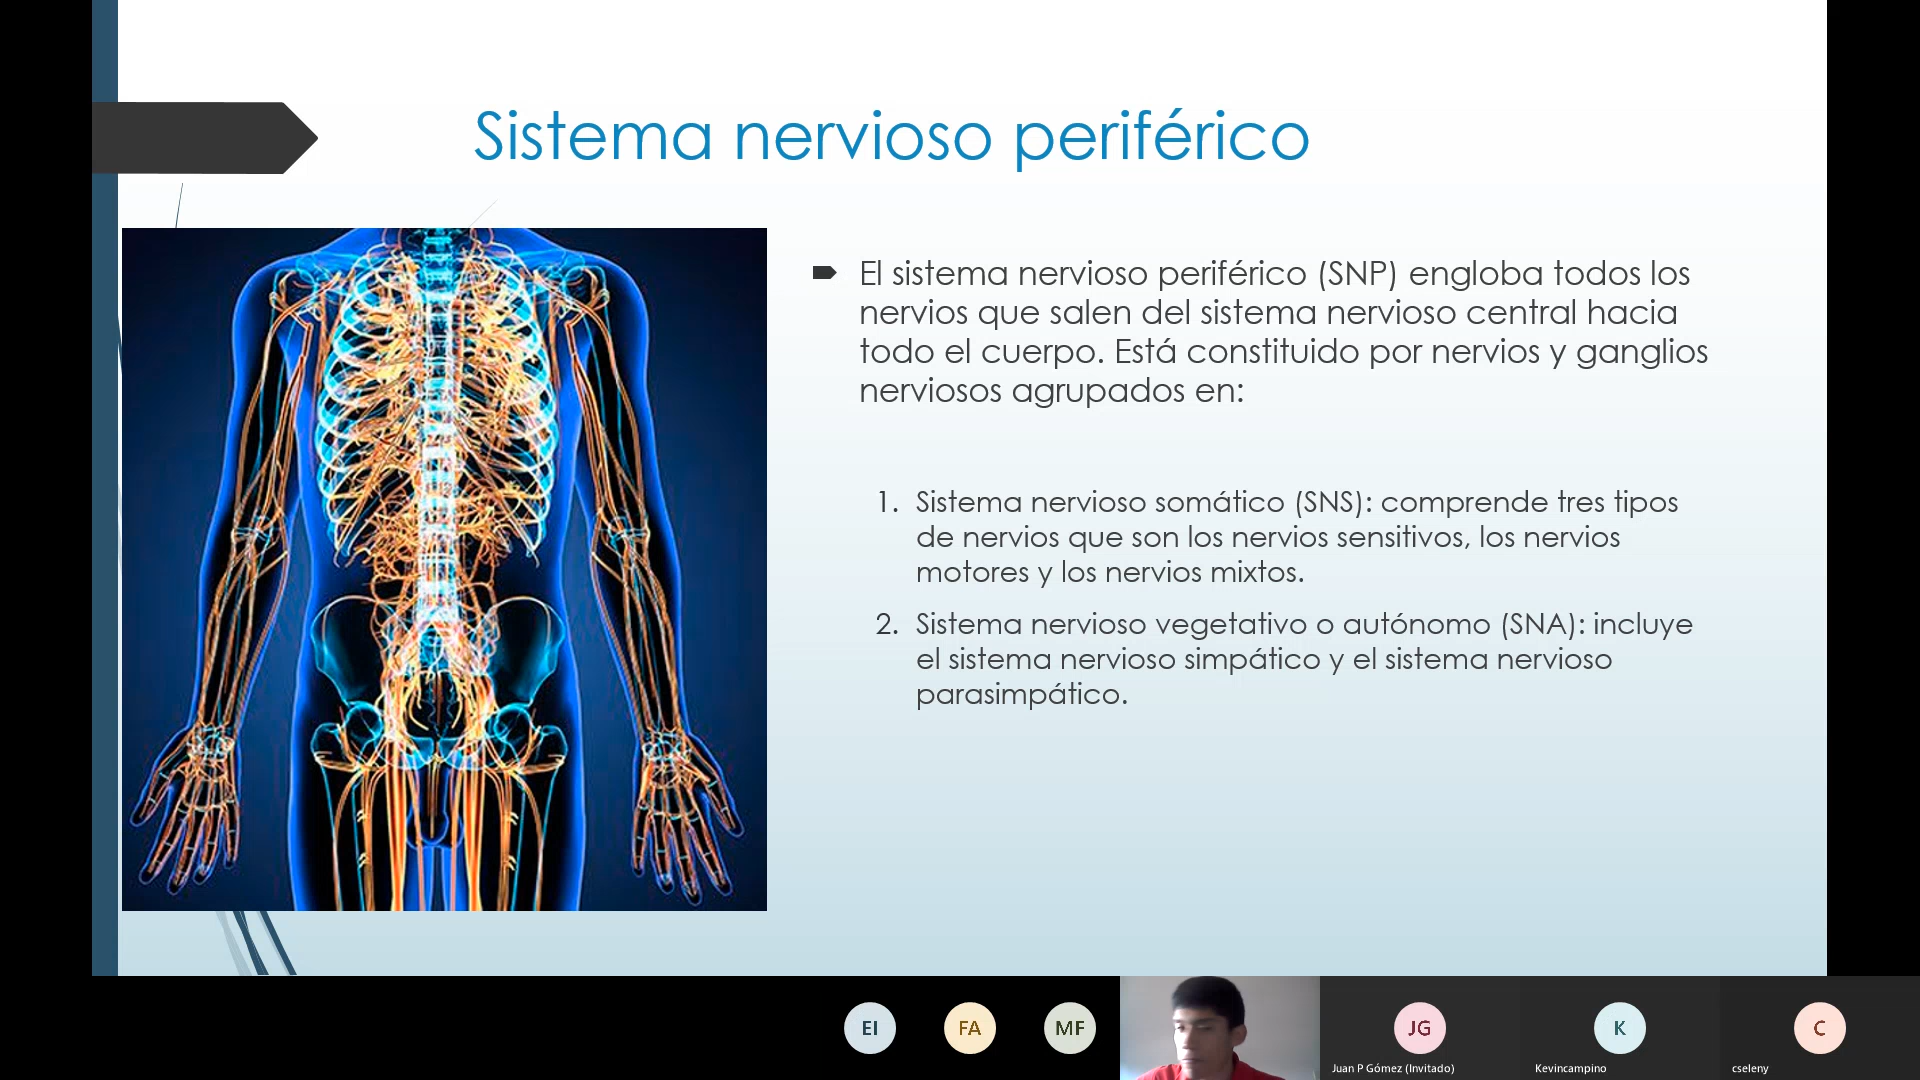 Sistema nervioso periférico
El sistema nervioso periférico (SNP) engloba todos los
nervios que salen del sistema nervioso central hacia
todo el cuerpo. Está constituido por nervios y ganglios
nerviosos agrupados en:
1. Sistema nervioso somático (SNS): comprende tres tipos
de nervios que son los nervios sensitivos, los nervios
motores y los nervios mixtos.
2. Sistema nervioso vegetativo o autónomo (SNA): incluye
el sistema nervioso simpático y el sistema nervioso
parasimpático.
EI
FA
MF
JG
K
C
Juan P Gómez (Invitado)
Kevincampino
cseleny